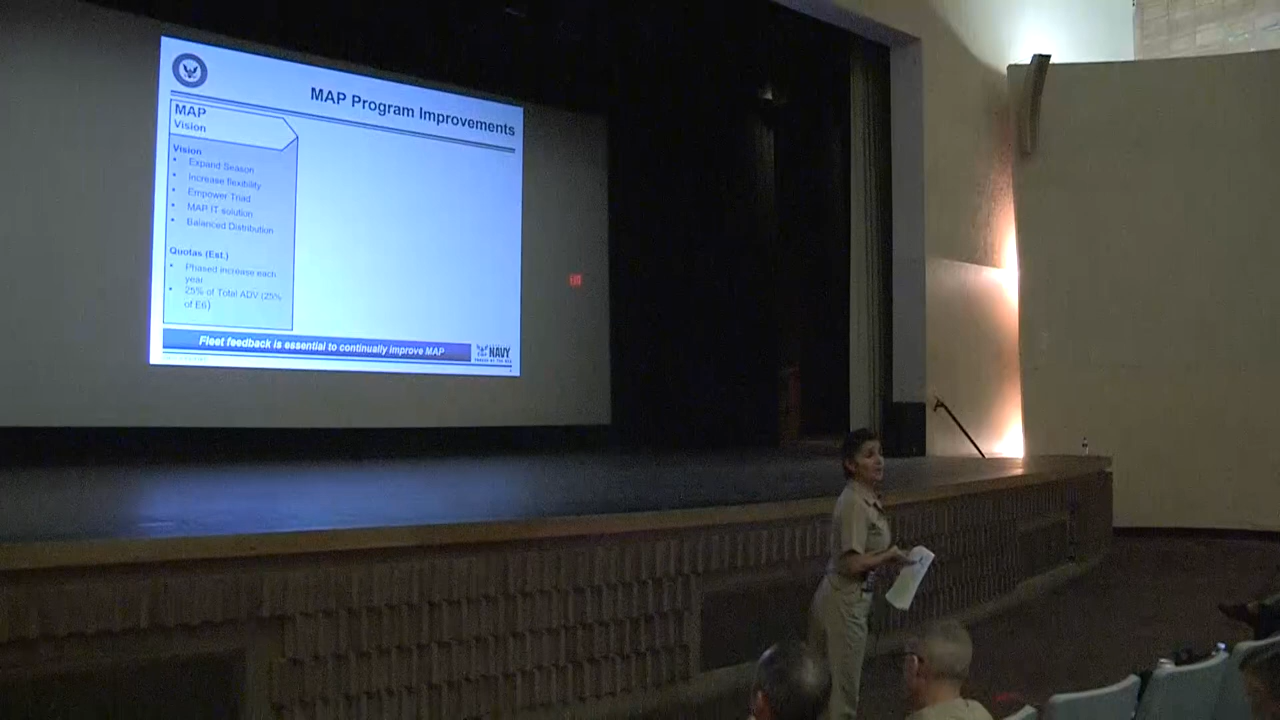 MAP Program Improvements
MAP
Vision
Vision
• Expand Season
• Increase flexibility
• Empower Triad
• MAP IT solution
• Balanced Distribution
Quotas (Est.)
• Phased increase each
year
• 25% of Total ADV (25%
of E6)
Fleet feedback is essential to continually improve MAP
NAVY